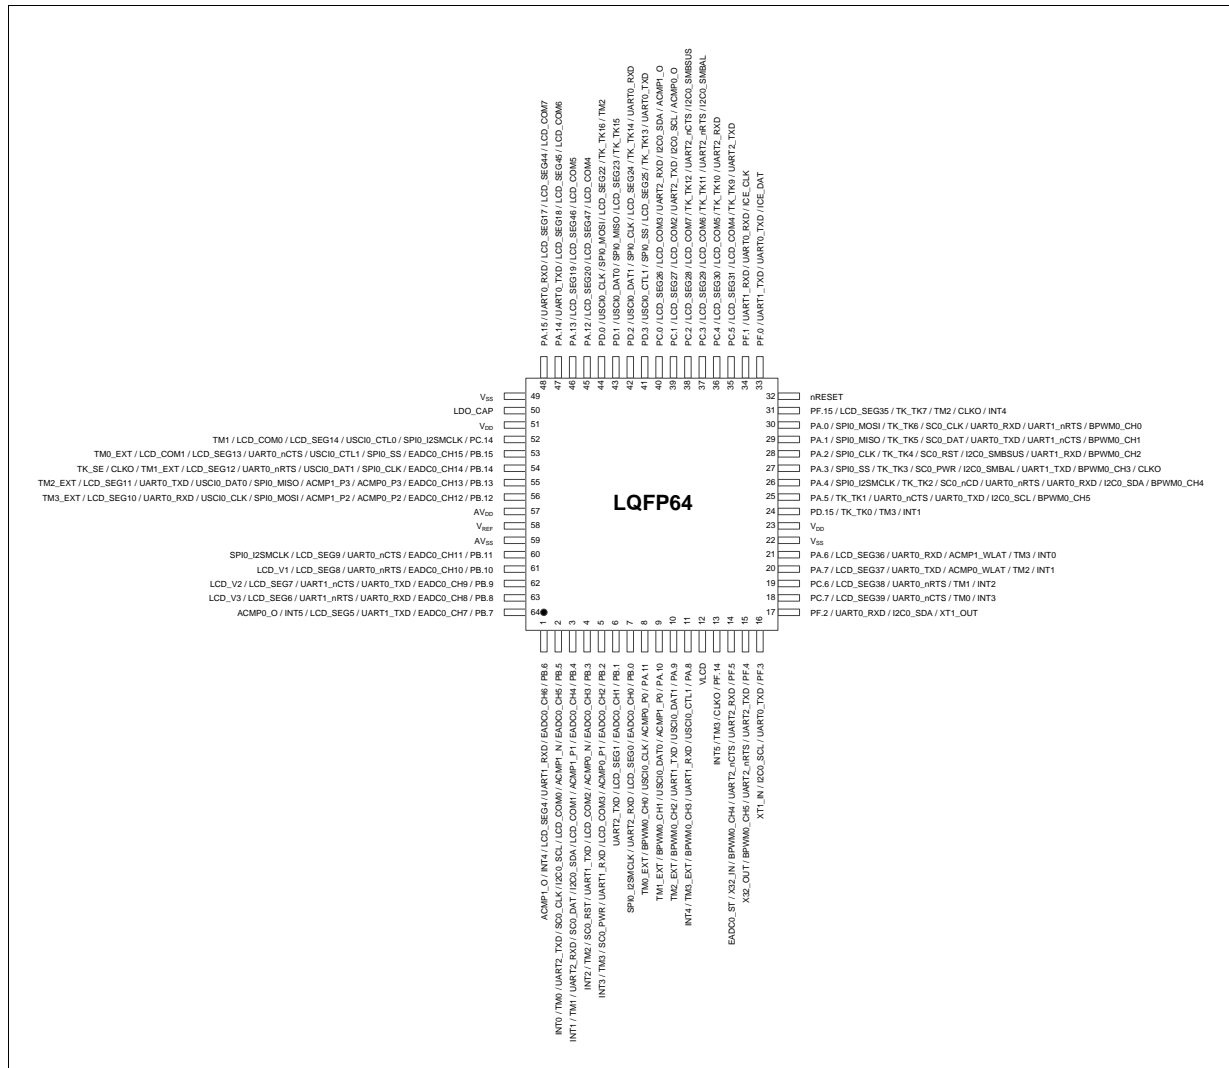 PA.15 / UART0_RXD / LCD_SEG17 / LCD_SEG44 / LCD_COM7
PA.14 / UART0_TXD / LCD_SEG18 / LCD_SEG45 / LCD_COM6
PA.13 / LCD_SEG19 / LCD_SEG46 / LCD_COM5
PA.12 / LCD_SEG20 / LCD_SEG47 / LCD_COM4
PD.0 / USCI0_CLK / SPI0_MOSI / LCD_SEG22 / TK_TK16 / TM2
PD.1 / USCI0_DAT0 / SPI0_MISO / LCD_SEG23 / TK_TK15
PD.2 / USCI0_DAT1 / SPI0_CLK / LCD_SEG24 / TK_TK14 / UART0_RXD
PD.3 / USCI0_CTL1 / SPI0_SS / LCD_SEG25 / TK_TK13 / UART0_TXD
PC.0 / LCD_SEG26 / LCD_COM3 / UART2_RXD / I2C0_SDA / ACMP1_O
PC.1 / LCD_SEG27 / LCD_COM2 / UART2_TXD / I2C0_SCL / ACMP0_O
PC.2 / LCD_SEG28 / LCD_COM7 / TK_TK12 / UART2_nCTS / I2C0_SMBSUS
PC.3 / LCD_SEG29 / LCD_COM6 / TK_TK11 / UART2_nRTS / I2C0_SMBAL
PC.4 / LCD_SEG30 / LCD_COM5 / TK_TK10 / UART2_RXD
PC.5 / LCD_SEG31 / LCD_COM4 / TK_TK9 / UART2_TXD
PF.1 / UART1_RXD / UART0_RXD / ICE_CLK
PF.0 / UART1_TXD / UART0_TXD / ICE_DAT
48 47 46 45 44 43 42 41 40 39 38 37 36 35 34 33
VSS 49
LDO_CAP 50
VDD 51
TM1 / LCD_COM0 / LCD_SEG14 / USCI0_CTL0 / SPI0_I2SMCLK / PC.14 52
TM0_EXT / LCD_COM1 / LCD_SEG13 / UART0_nCTS / USCI0_CTL1 / SPI0_SS / EADC0_CH15 / PB.15 53
TK_SE / CLKO / TM1_EXT / LCD_SEG12 / UART0_nRTS / USCI0_DAT1 / SPI0_CLK / EADC0_CH14 / PB.14 54
TM2_EXT / LCD_SEG11 / UART0_TXD / USCI0_DAT0 / SPI0_MISO / ACMP1_P3 / ACMP0_P3 / EADC0_CH13 / PB.13 55
TM3_EXT / LCD_SEG10 / UART0_RXD / USCI0_CLK / SPI0_MOSI / ACMP1_P2 / ACMP0_P2 / EADC0_CH12 / PB.12 56
AVDD 57
VREF 58
AVSS 59
SPI0_I2SMCLK / LCD_SEG9 / UART0_nCTS / EADC0_CH11 / PB.11 60
LCD_V1 / LCD_SEG8 / UART0_nRTS / EADC0_CH10 / PB.10 61
LCD_V2 / LCD_SEG7 / UART1_nCTS / UART0_TXD / EADC0_CH9 / PB.9 62
LCD_V3 / LCD_SEG6 / UART1_nRTS / UART0_RXD / EADC0_CH8 / PB.8 63
ACMP0_O / INT5 / LCD_SEG5 / UART1_TXD / EADC0_CH7 / PB.7 64
LQFP64
32 nRESET
31 PF.15 / LCD_SEG35 / TK_TK7 / TM2 / CLKO / INT4
30 PA.0 / SPI0_MOSI / TK_TK6 / SC0_CLK / UART0_RXD / UART1_nRTS / BPWM0_CH0
29 PA.1 / SPI0_MISO / TK_TK5 / SC0_DAT / UART0_TXD / UART1_nCTS / BPWM0_CH1
28 PA.2 / SPI0_CLK / TK_TK4 / SC0_RST / I2C0_SMBSUS / UART1_RXD / BPWM0_CH2
27 PA.3 / SPI0_SS / TK_TK3 / SC0_PWR / I2C0_SMBAL / UART1_TXD / BPWM0_CH3 / CLKO
26 PA.4 / SPI0_I2SMCLK / TK_TK2 / SC0_nCD / UART0_nRTS / UART0_RXD / I2C0_SDA / BPWM0_CH4
25 PA.5 / TK_TK1 / UART0_nCTS / UART0_TXD / I2C0_SCL / BPWM0_CH5
24 PD.15 / TK_TK0 / TM3 / INT1
23 VDD
22 VSS
21 PA.6 / LCD_SEG36 / UART0_RXD / ACMP1_WLAT / TM3 / INT0
20 PA.7 / LCD_SEG37 / UART0_TXD / ACMP0_WLAT / TM2 / INT1
19 PC.6 / LCD_SEG38 / UART0_nRTS / TM1 / INT2
18 PC.7 / LCD_SEG39 / UART0_nCTS / TM0 / INT3
17 PF.2 / UART0_RXD / I2C0_SDA / XT1_OUT
1 2 3 4 5 6 7 8 9 10 11 12 13 14 15 16
ACMP1_O / INT4 / LCD_SEG4 / UART1_RXD / EADC0_CH6 / PB.6
INT0 / TM0 / UART2_TXD / SC0_CLK / I2C0_SCL / LCD_COM0 / ACMP1_N / EADC0_CH5 / PB.5
INT1 / TM1 / UART2_RXD / SC0_DAT / I2C0_SDA / LCD_COM1 / ACMP1_P1 / EADC0_CH4 / PB.4
INT2 / TM2 / SC0_RST / UART1_TXD / LCD_COM2 / ACMP0_N / EADC0_CH3 / PB.3
INT3 / TM3 / SC0_PWR / UART1_RXD / LCD_COM3 / ACMP0_P1 / EADC0_CH2 / PB.2
UART2_TXD / LCD_SEG1 / EADC0_CH1 / PB.1
SPI0_I2SMCLK / UART2_RXD / LCD_SEG0 / EADC0_CH0 / PB.0
TM0_EXT / BPWM0_CH0 / USCI0_CLK / ACMP0_P0 / PA.11
TM1_EXT / BPWM0_CH1 / USCI0_DAT0 / ACMP1_P0 / PA.10
TM2_EXT / BPWM0_CH2 / UART1_TXD / USCI0_DAT1 / PA.9
INT4 / TM3_EXT / BPWM0_CH3 / UART1_RXD / USCI0_CTL1 / PA.8
VLCD
INT5 / TM3 / CLKO / PF.14
EADC0_ST / X32_IN / BPWM0_CH4 / UART2_nCTS / UART2_RXD / PF.5
X32_OUT / BPWM0_CH5 / UART2_nRTS / UART2_TXD / PF.4
XT1_IN / I2C0_SCL / UART0_TXD / PF.3